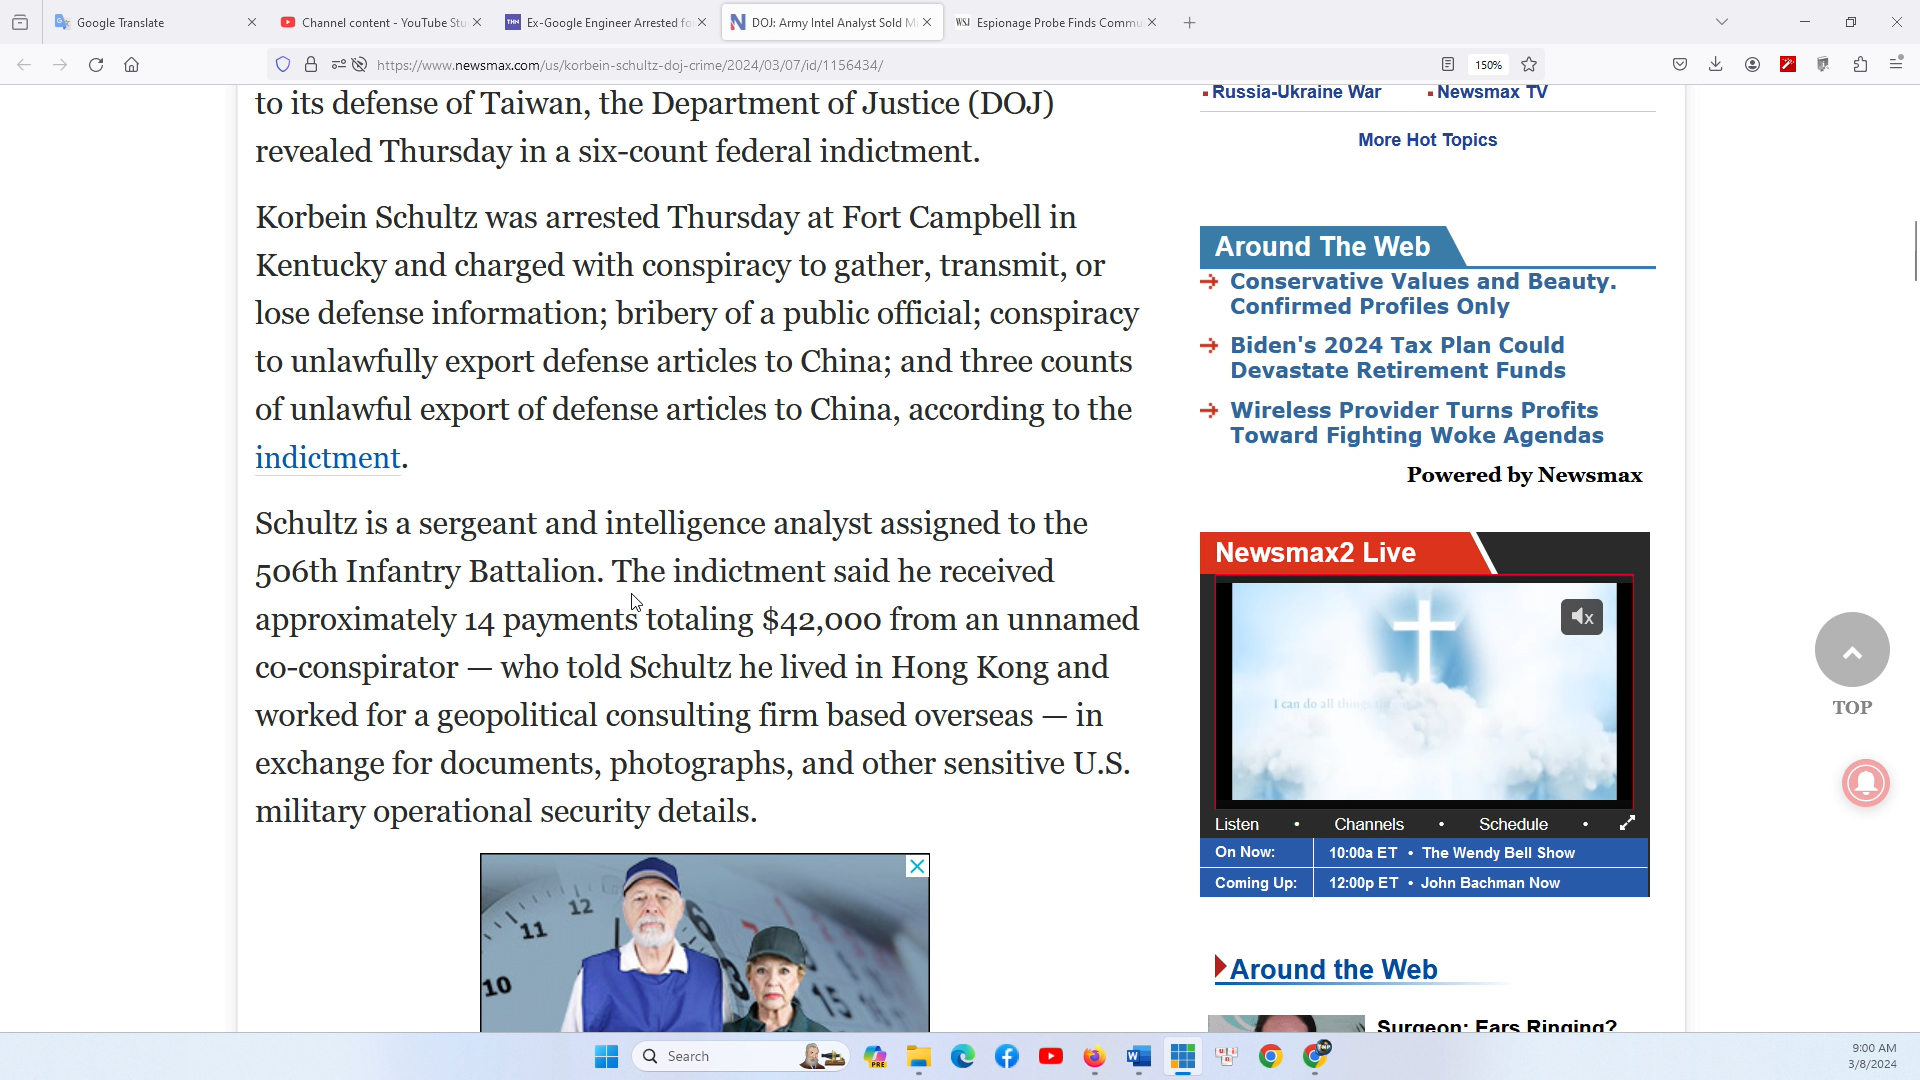 Google Translate
Channel content - YouTube Stu
Ex-Google Engineer Arrested fo
DOJ: Army Intel Analyst Sold Mi
WSJ Espionage Probe Finds Commu
https://www.newsmax.com/us/korbein-schultz-doj-crime/2024/03/07/id/1156434/
150%
to its defense of Taiwan, the Department of Justice (DOJ)
revealed Thursday in a six-count federal indictment.
Korbein Schultz was arrested Thursday at Fort Campbell in
Kentucky and charged with conspiracy to gather, transmit, or
lose defense information; bribery of a public official; conspiracy
to unlawfully export defense articles to China; and three counts
of unlawful export of defense articles to China, according to the
indictment.
Schultz is a sergeant and intelligence analyst assigned to the
506th Infantry Battalion. The indictment said he received
approximately 14 payments totaling $42,000 from an unnamed
co-conspirator — who told Schultz he lived in Hong Kong and
worked for a geopolitical consulting firm based overseas — in
exchange for documents, photographs, and other sensitive U.S.
military operational security details.
12
11
10
15
Russia-Ukraine War
Newsmax TV
More Hot Topics
Around The Web
Conservative Values and Beauty.
Confirmed Profiles Only
Biden's 2024 Tax Plan Could
Devastate Retirement Funds
Wireless Provider Turns Profits
Toward Fighting Woke Agendas
Powered by Newsmax
Newsmax2 Live
I can do all things
Listen • Channels • Schedule •
On Now: 10:00a ET • The Wendy Bell Show
Coming Up: 12:00p ET • John Bachman Now
Around the Web
Surgeon: Ears Ringing?
TOP
Search
PRE
9:00 AM
3/8/2024